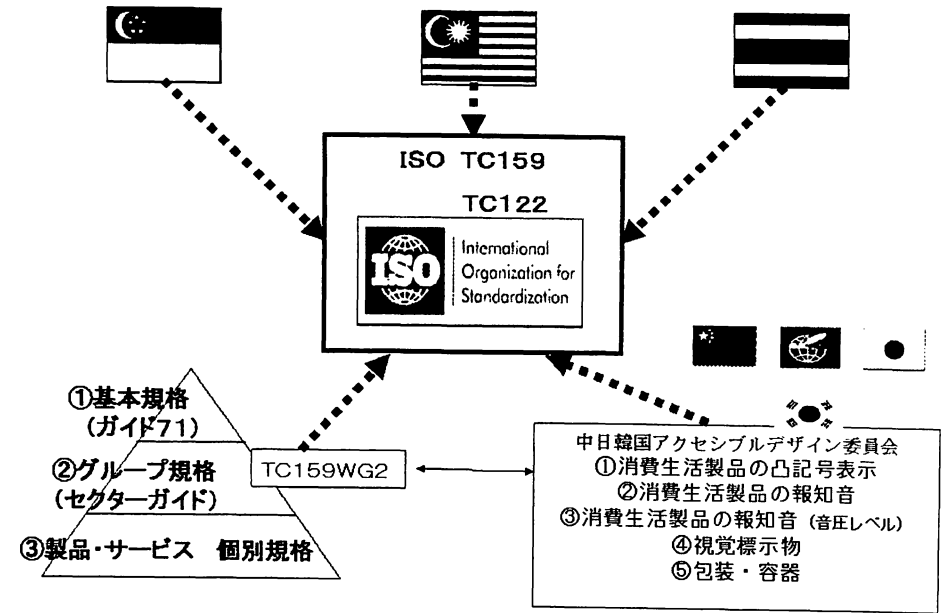 ISO TC159
TC122
ISO
International
Organization for
Standardization
①基本規格
(ガイド71)
②グループ規格
(セクターガイド)
③製品・サービス 個別規格
TC159WG2
中日韓国アクセシブルデザイン委員会
①消費生活製品の凸記号表示
②消費生活製品の報知音
③消費生活製品の報知音(音圧レベル)
④視覚標示物
⑤包装・容器